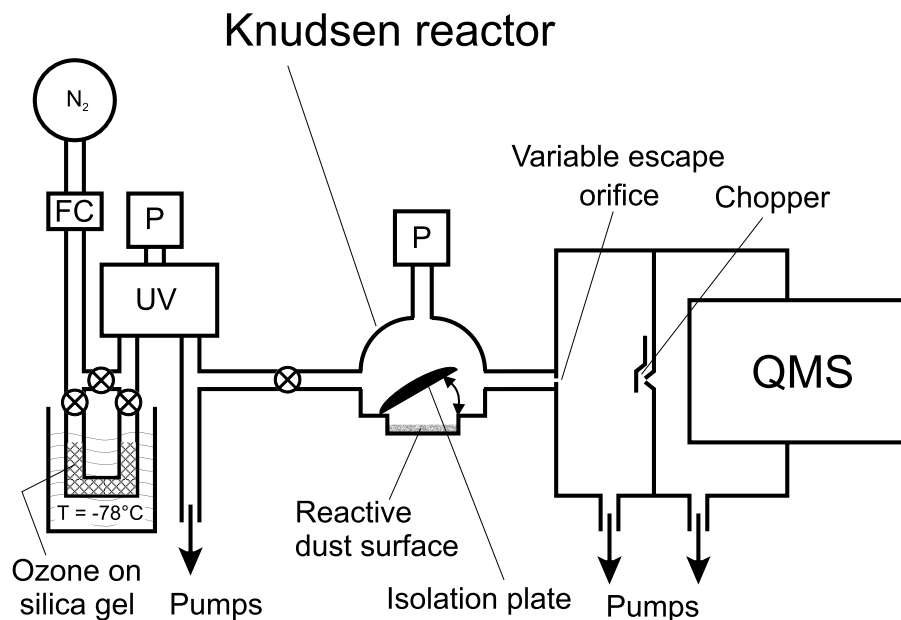 Knudsen reactor
N₂
FC
P
UV
P
Variable escape
orifice
Chopper
QMS
T = -78°C
Ozone on
silica gel
Pumps
Reactive
dust surface
Isolation plate
Pumps